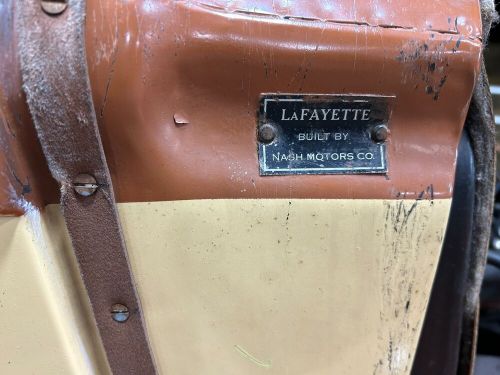 LAFAYETTE
BUILT BY
NASH MOTORS CO.